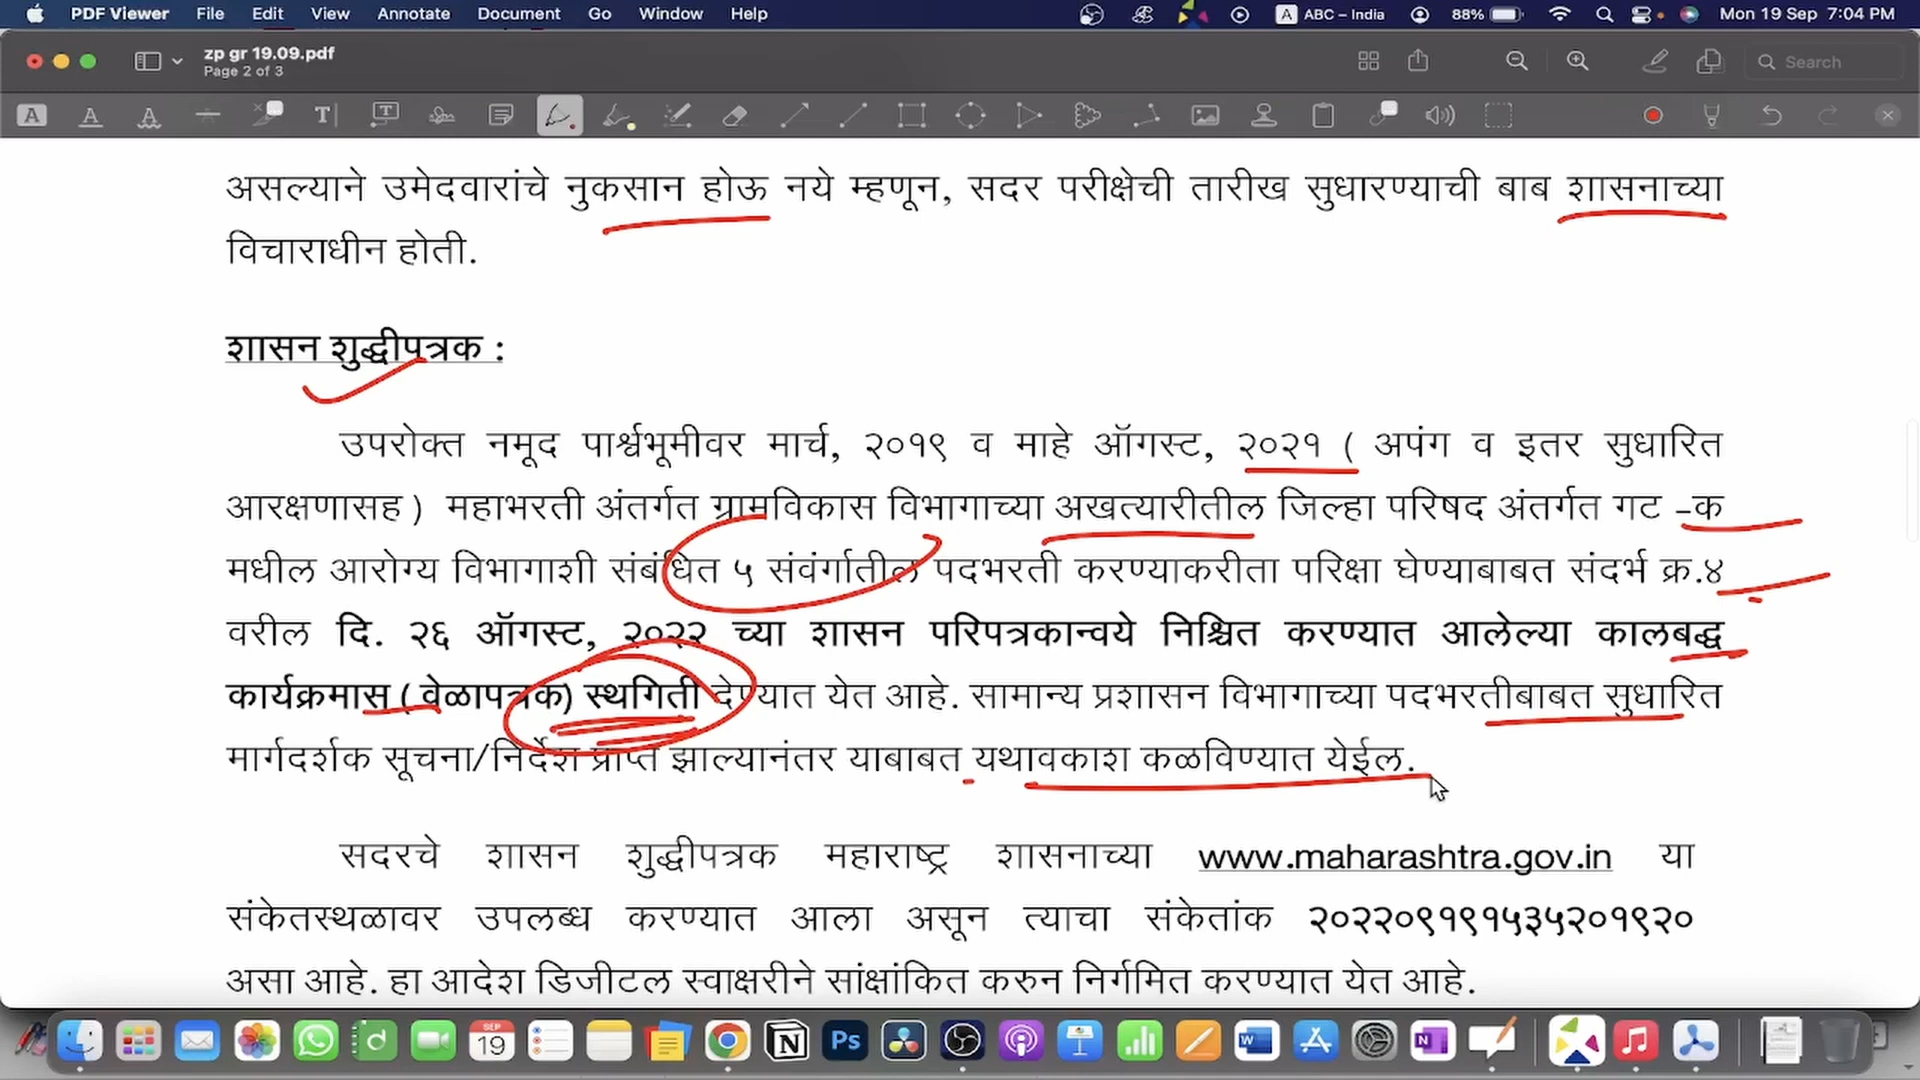 PDF Viewer File Edit View Annotate Document Go Window Help A ABC – India 88% Mon 19 Sep 7:04 PM
zp gr 19.09.pdf
Page 2 of 3
Search
असल्याने उमेदवारांचे नुकसान होऊ नये म्हणून, सदर परीक्षेची तारीख सुधारण्याची बाब शासनाच्या
विचाराधीन होती.
शासन शुद्धीपत्रक :
उपरोक्त नमूद पार्श्वभूमीवर मार्च, २०१९ व माहे ऑगस्ट, २०२१ ( अपंग व इतर सुधारित
आरक्षणासह ) महाभरती अंतर्गत ग्रामविकास विभागाच्या अखत्यारीतील जिल्हा परिषद अंतर्गत गट -क
मधील आरोग्य विभागाशी संबंधित ५ संवंर्गातील पदभरती करण्याकरीता परिक्षा घेण्याबाबत संदर्भ क्र.४
वरील दि. २६ ऑगस्ट, २०२२ च्या शासन परिपत्रकान्वये निश्चित करण्यात आलेल्या कालबद्ध
कार्यक्रमास ( वेळापत्रक) स्थगिती देण्यात येत आहे. सामान्य प्रशासन विभागाच्या पदभरतीबाबत सुधारित
मार्गदर्शक सूचना/निर्देश प्राप्त झाल्यानंतर याबाबत यथावकाश कळविण्यात येईल.
सदरचे शासन शुद्धीपत्रक महाराष्ट्र शासनाच्या www.maharashtra.gov.in या
संकेतस्थळावर उपलब्ध करण्यात आला असून त्याचा संकेतांक २०२२०९१९१५३५२०१९२०
असा आहे. हा आदेश डिजीटल स्वाक्षरीने सांक्षांकित करुन निर्गमित करण्यात येत आहे.
SEP
19
Ps